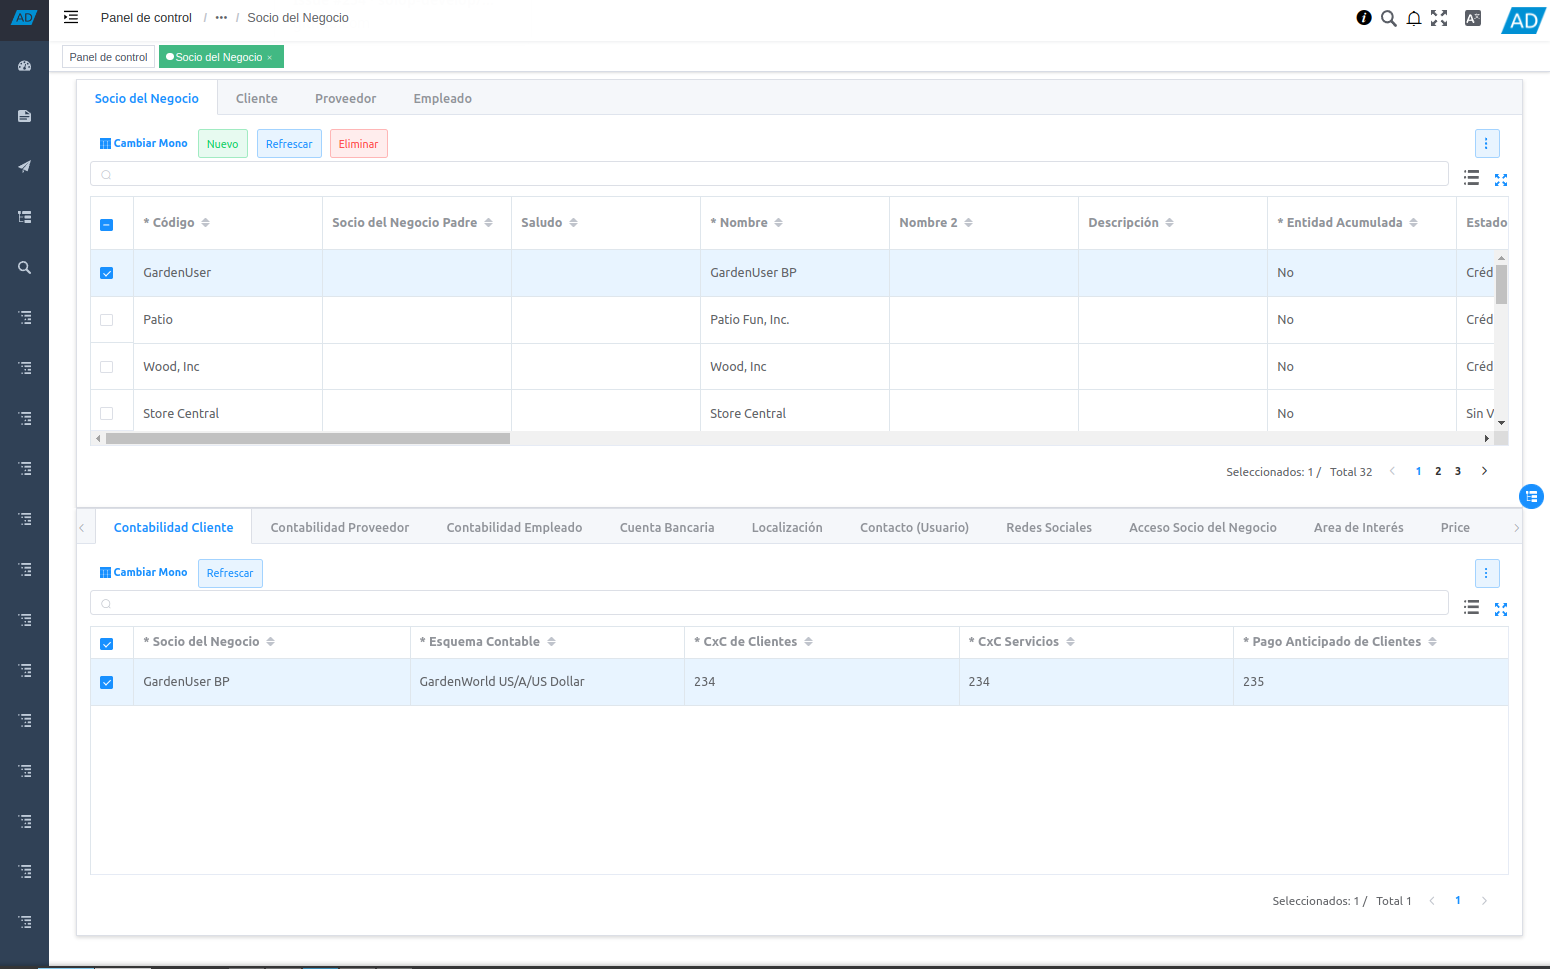 AD
Panel de control / ••• / Socio del Negocio
AD
Panel de control
Socio del Negocio ×
Socio del Negocio Cliente Proveedor Empleado
Cambiar Mono Nuevo Refrescar Eliminar
* Código Socio del Negocio Padre Saludo * Nombre Nombre 2 Descripción * Entidad Acumulada Estado
GardenUser GardenUser BP No Créd
Patio Patio Fun, Inc. No Créd
Wood, Inc Wood, Inc No Créd
Store Central Store Central No Sin V
Seleccionados: 1 / Total 32 < 1 2 3 >
< Contabilidad Cliente Contabilidad Proveedor Contabilidad Empleado Cuenta Bancaria Localización Contacto (Usuario) Redes Sociales Acceso Socio del Negocio Area de Interés Price >
Cambiar Mono Refrescar
* Socio del Negocio * Esquema Contable * CxC de Clientes * CxC Servicios * Pago Anticipado de Clientes
GardenUser BP GardenWorld US/A/US Dollar 234 234 235
Seleccionados: 1 / Total 1 < 1 >